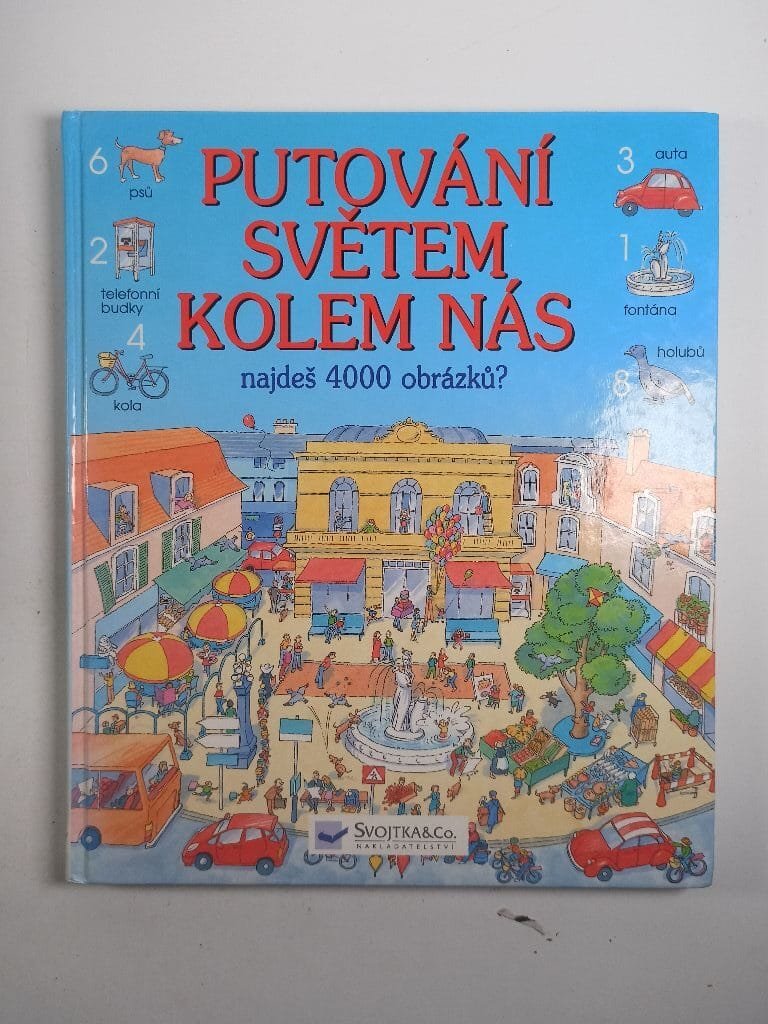 PUTOVÁNÍ
SVĚTEM
KOLEM NÁS
najdeš 4000 obrázků?
6
psů
2
telefonní
budky
4
kola
3
auta
1
fontána
holubů
8
SVOJTKA&CO.
NAKLADATELSTVÍ